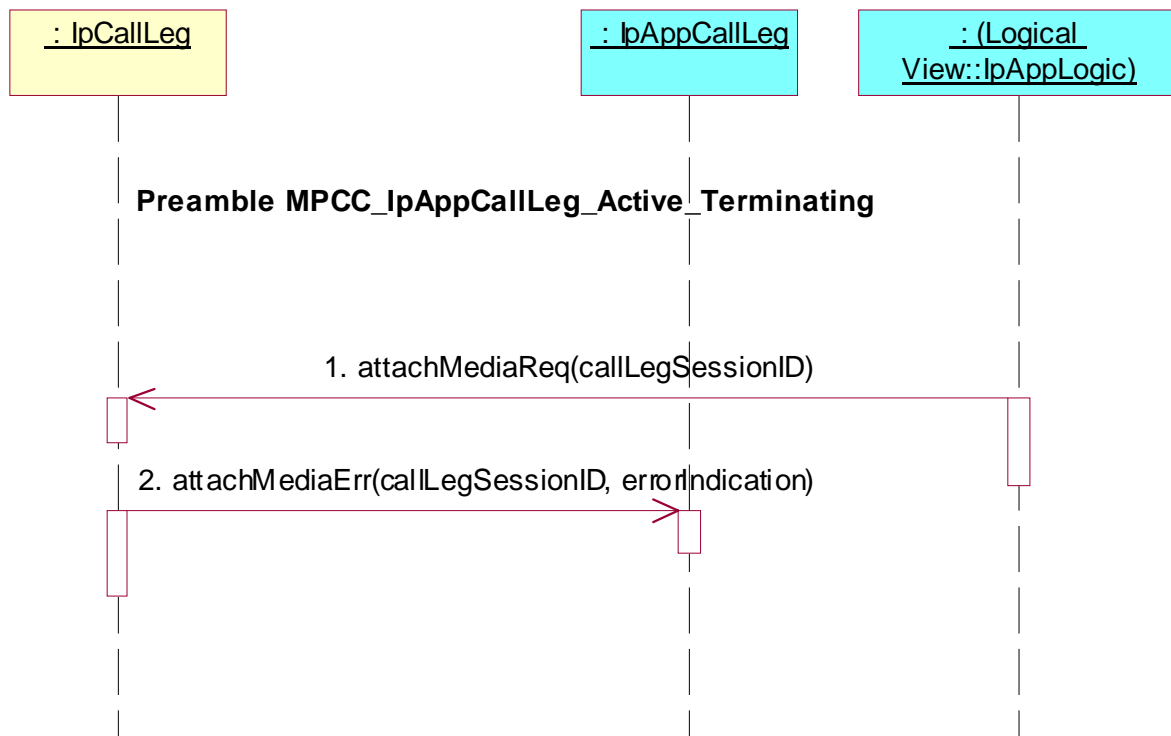 : IpCallLeg
: IpAppCallLeg
: (Logical
View::IpAppLogic)
Preamble MPCC_IpAppCallLeg_Active_Terminating
1. attachMediaReq(callLegSessionID)
2. attachMediaErr(callLegSessionID, errorIndication)